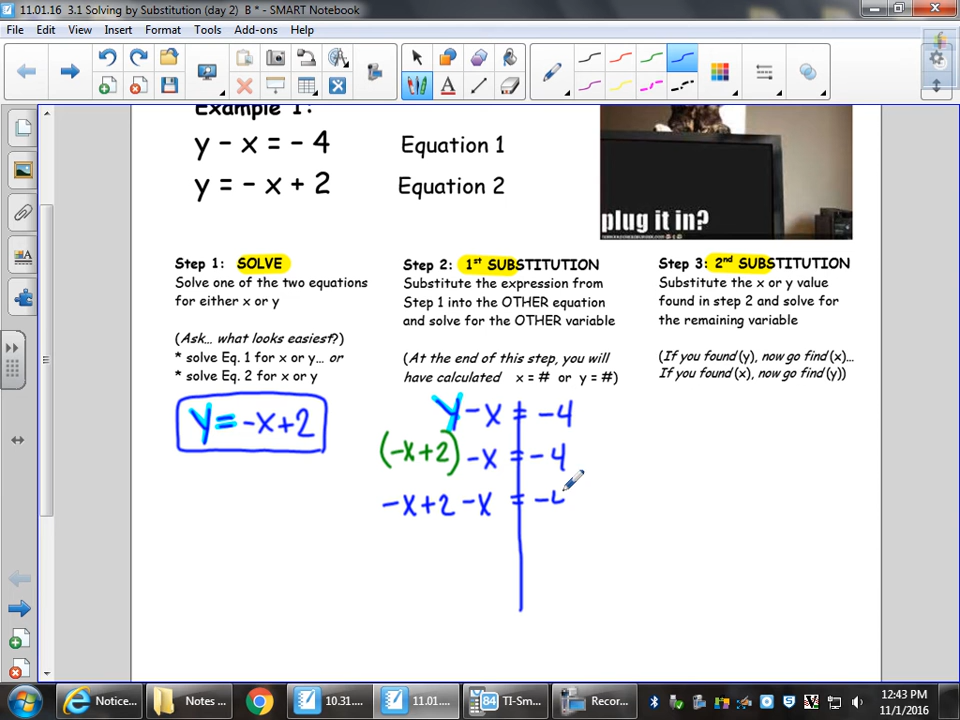 11.01.16  3.1 Solving by Substitution (day 2)  B * - SMART Notebook
File Edit View Insert Format Tools Add-ons Help
Example 1:
y - x = - 4 Equation 1
y = - x + 2 Equation 2
plug it in?
Step 1: SOLVE
Solve one of the two equations
for either x or y
(Ask... what looks easiest?)
* solve Eq. 1 for x or y... or
* solve Eq. 2 for x or y
y = -x+2
Step 2: 1st SUBSTITUTION
Substitute the expression from
Step 1 into the OTHER equation
and solve for the OTHER variable
(At the end of this step, you will
have calculated x = # or y = #)
y - x = -4
(-x+2) -x = -4
-x+2 -x = -4
Step 3: 2nd SUBSTITUTION
Substitute the x or y value
found in step 2 and solve for
the remaining variable
(If you found (y), now go find (x)...
If you found (x), now go find (y))
Notice... Notes ... 10.31.... 11.01.... 84 TI-Sm... Recor... 12:43 PM
11/1/2016